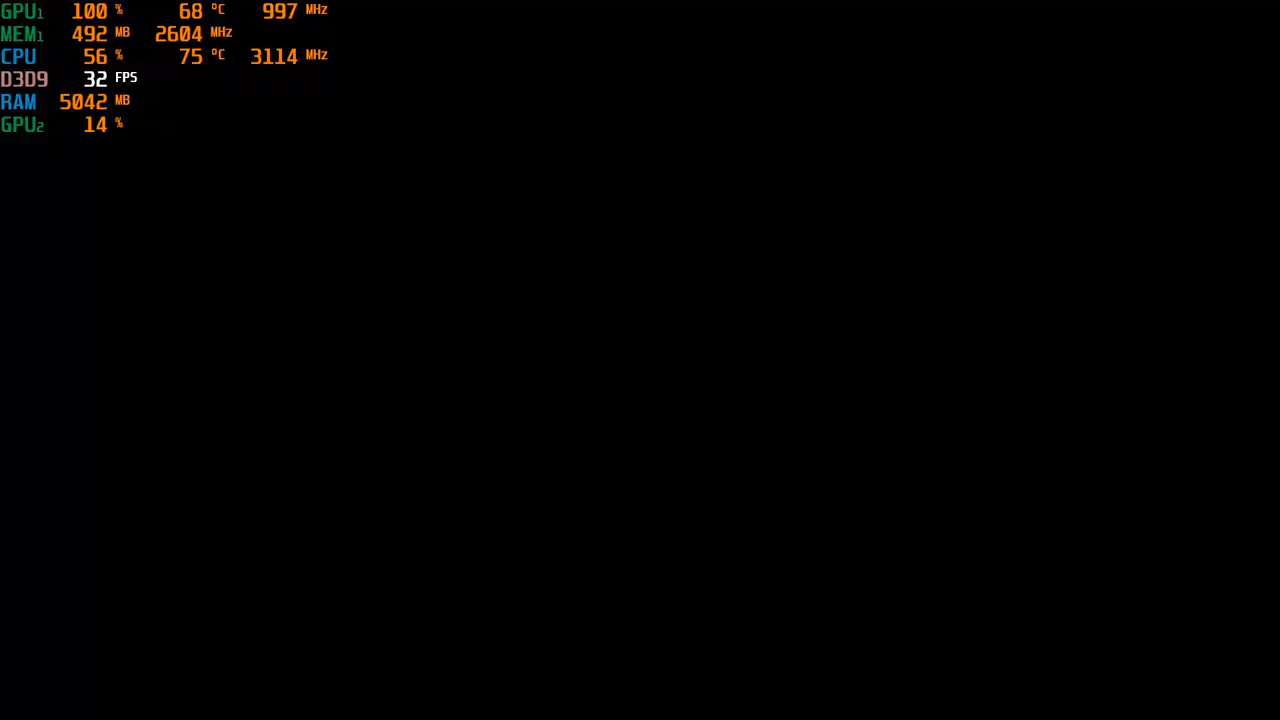 GPU₁ 100 % 68 °C 997 MHz
MEM₁ 492 MB 2604 MHz
CPU 56 % 75 °C 3114 MHz
D3D9 32 FPS
RAM 5042 MB
GPU₂ 14 %